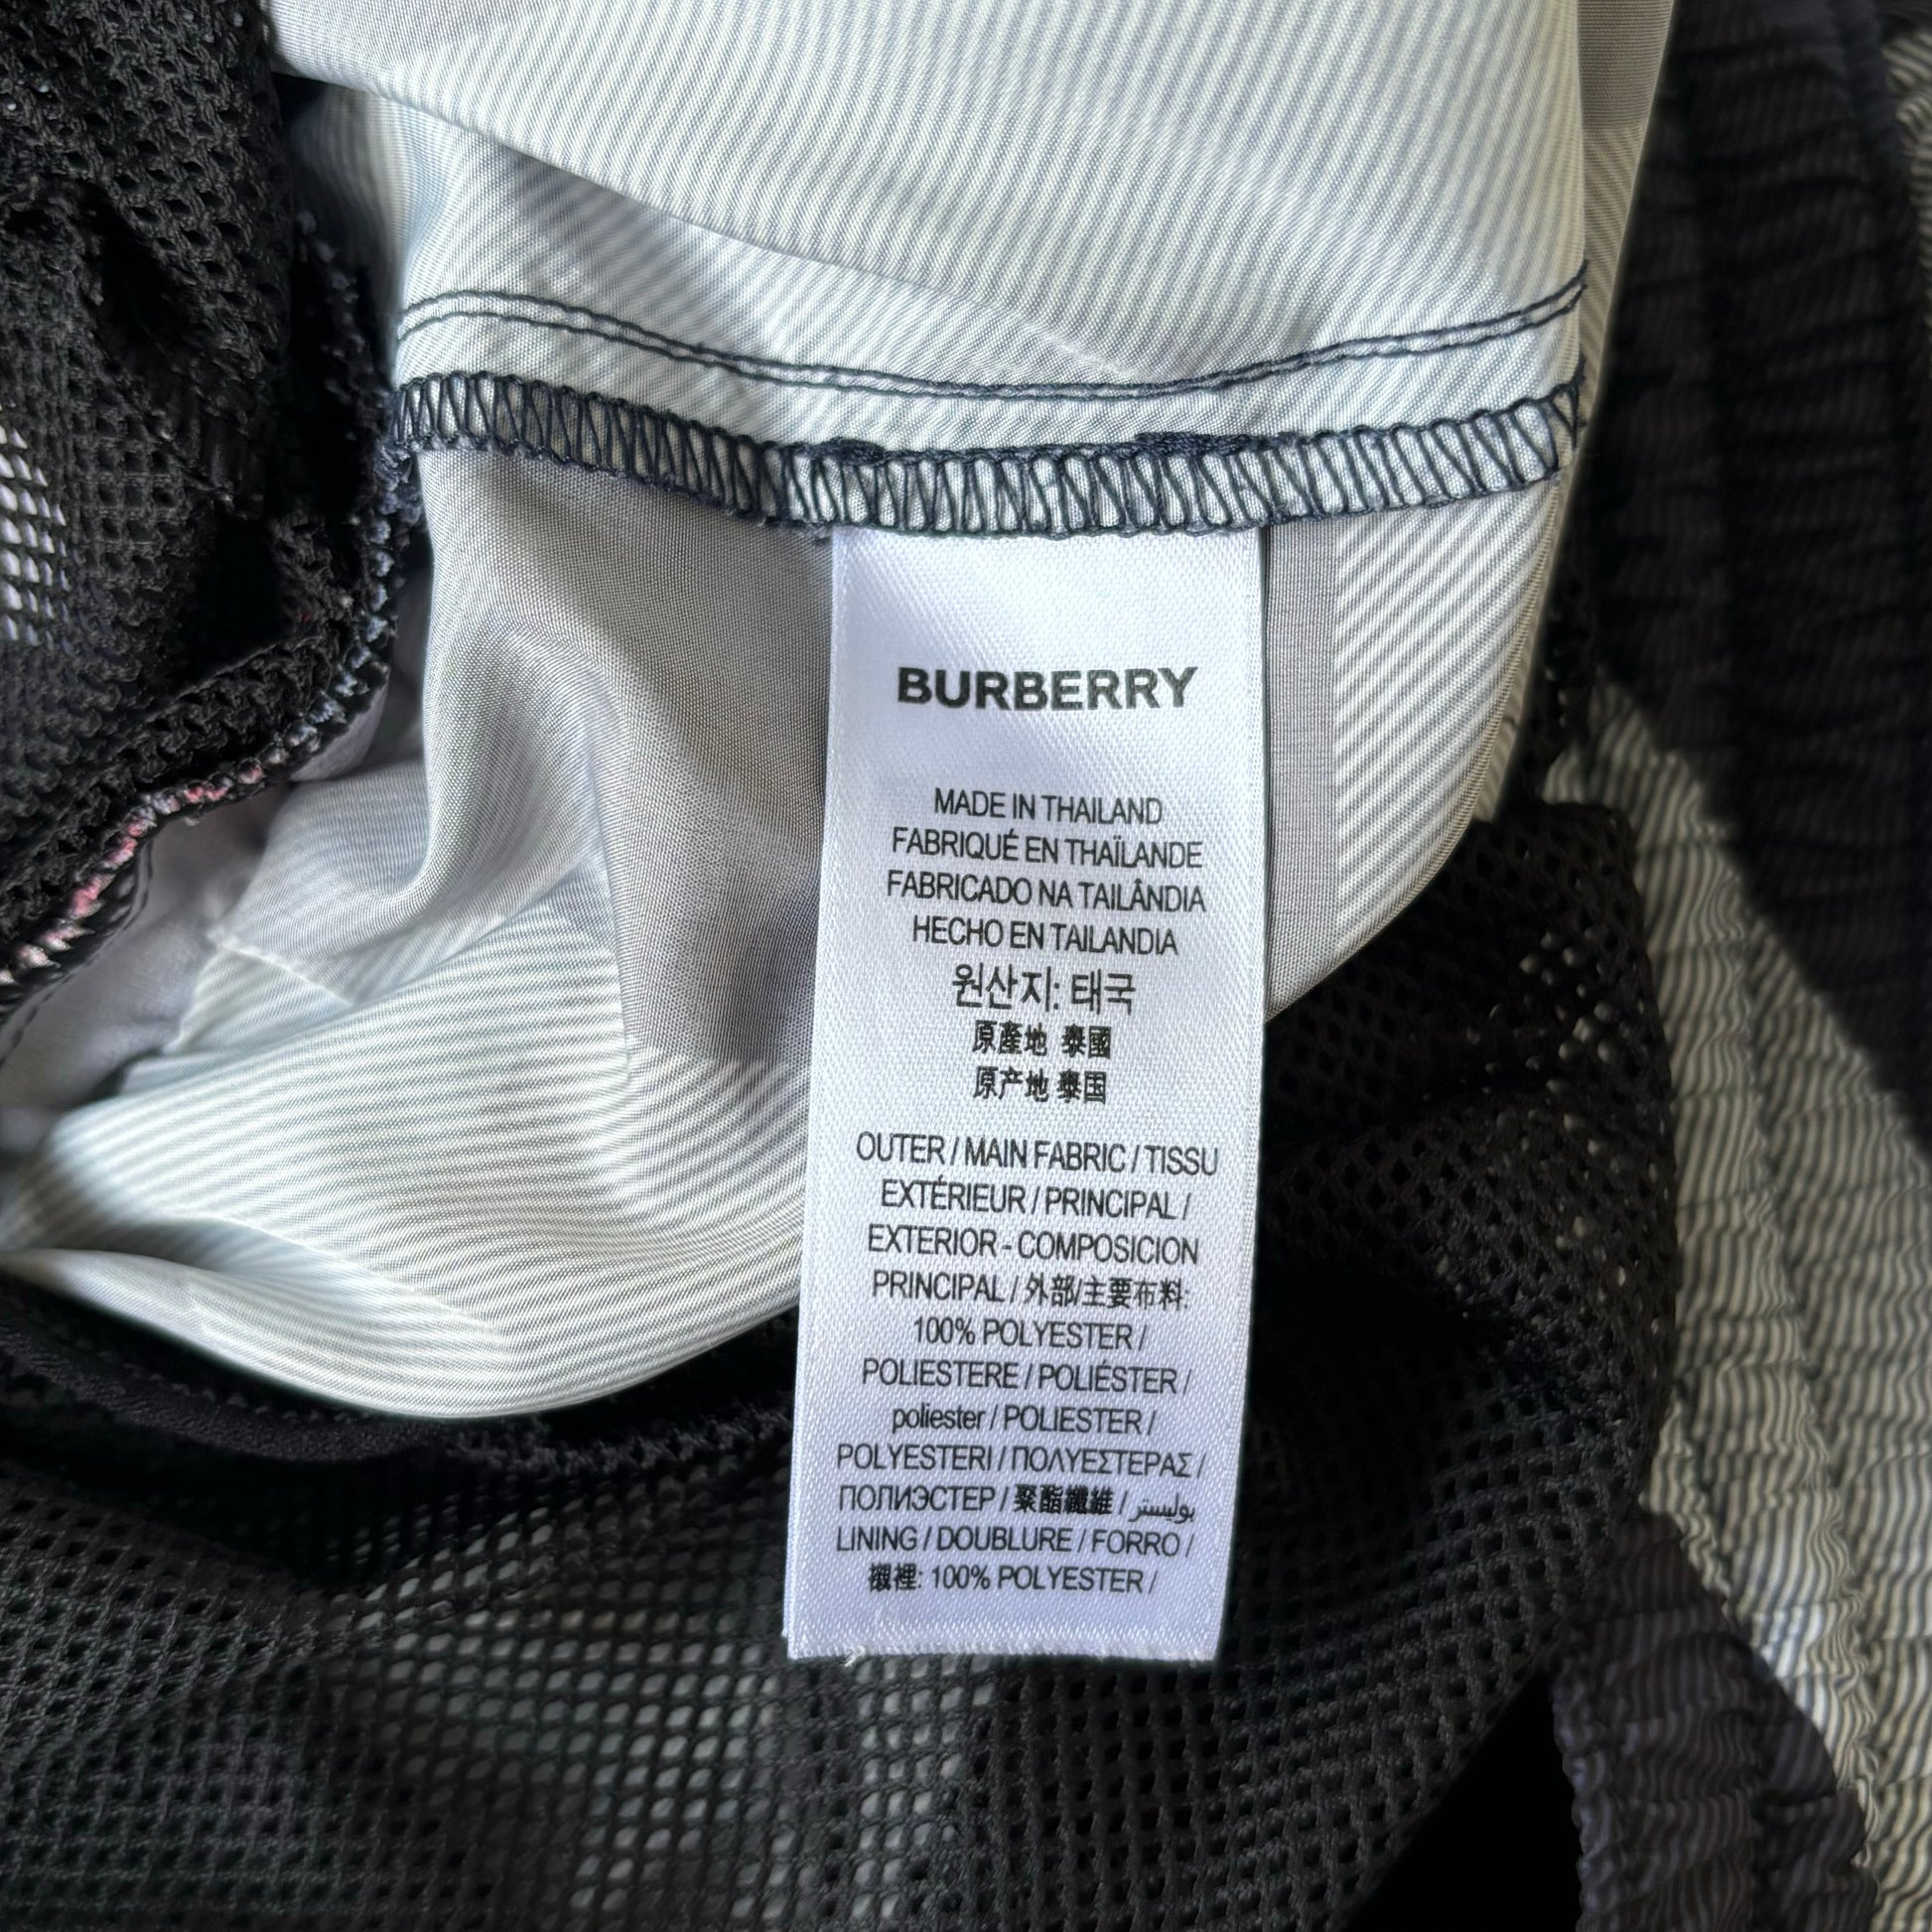 BURBERRY
MADE IN THAILAND
FABRIQUÉ EN THAÏLANDE
FABRICADO NA TAILÂNDIA
HECHO EN TAILANDIA
원산지: 태국
原產地 泰國
原产地 泰国
OUTER / MAIN FABRIC / TISSU
EXTÉRIEUR / PRINCIPAL /
EXTERIOR - COMPOSICION
PRINCIPAL / 外部/主要布料:
100% POLYESTER /
POLIESTERE / POLIÉSTER /
poliester / POLIESTER /
POLYESTERI / ΠΟΛΥΕΣΤΕΡΑΣ /
ПОЛИЭСТЕР / 聚酯纖維 / بوليستر
LINING / DOUBLURE / FORRO /
襯裡: 100% POLYESTER /